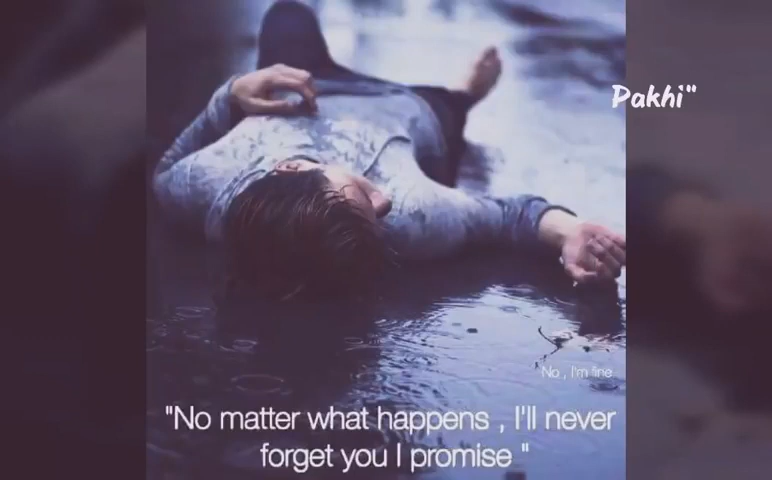 Pakhi"
No , I'm fine
"No matter what happens , I'll never
forget you I promise "